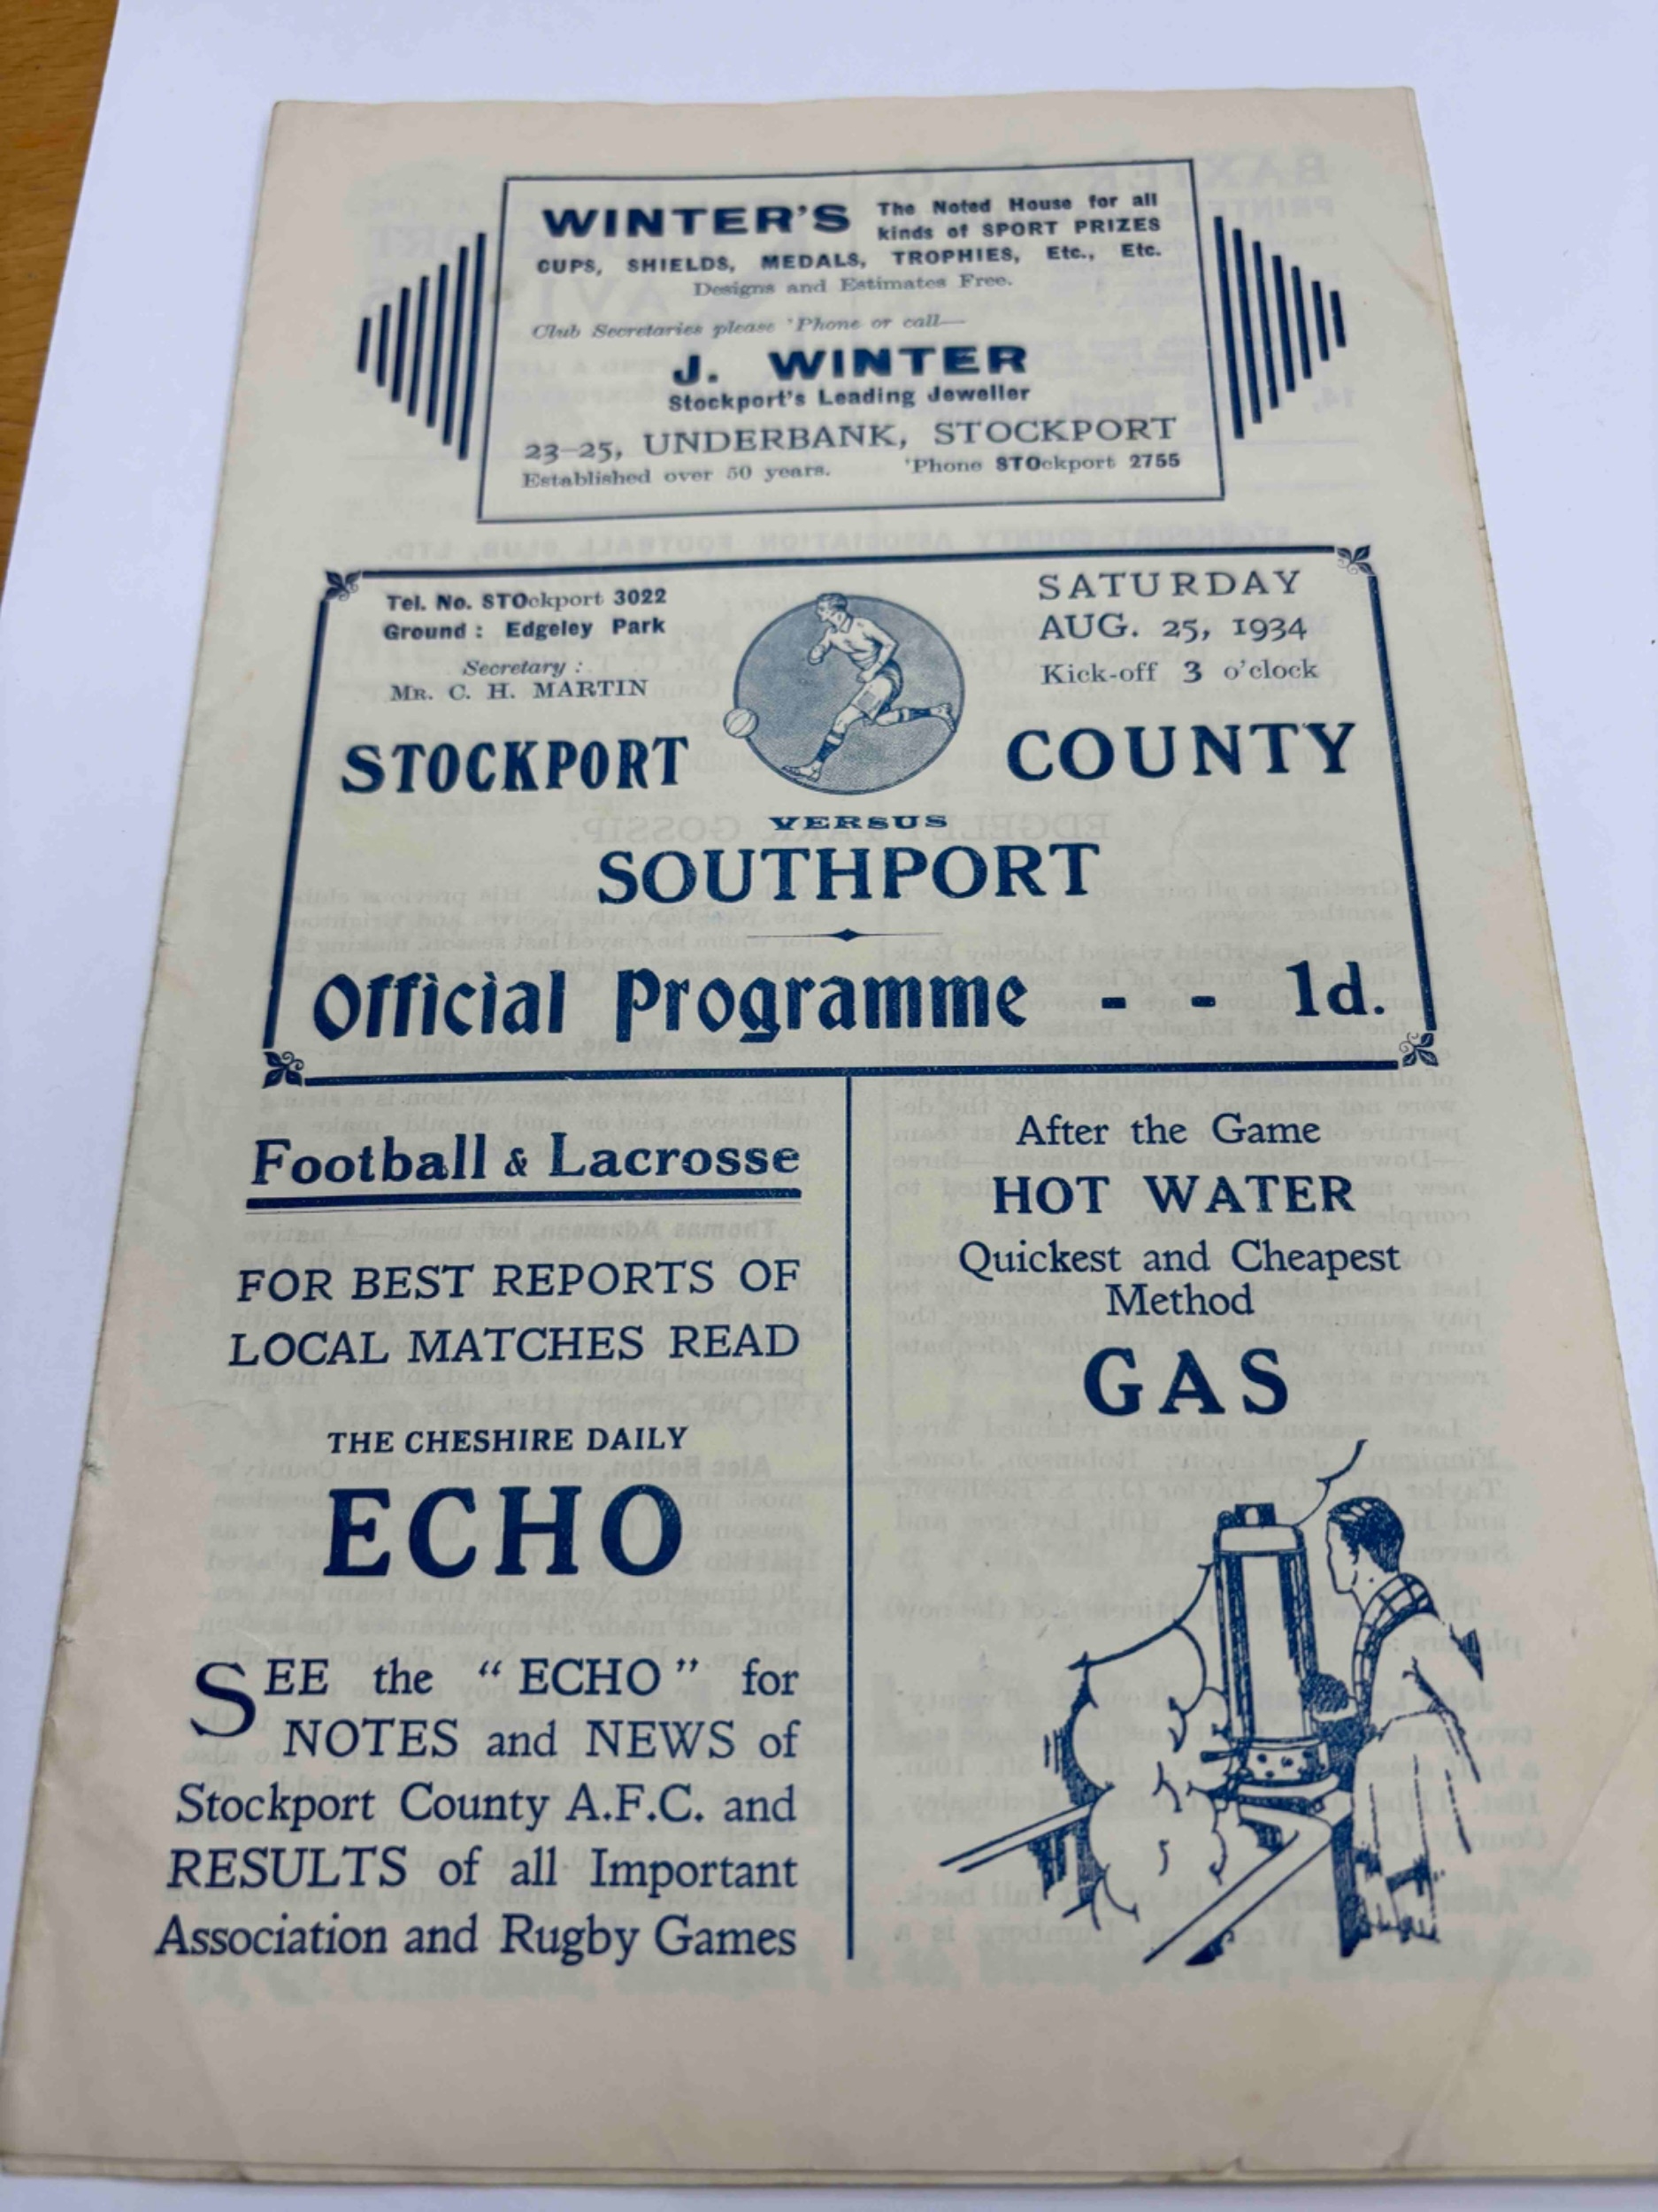 WINTER'S The Noted House for all
kinds of SPORT PRIZES
CUPS, SHIELDS, MEDALS, TROPHIES, Etc., Etc.
Designs and Estimates Free.
Club Secretaries please 'Phone or call—
J. WINTER
Stockport's Leading Jeweller
23-25, UNDERBANK, STOCKPORT
Established over 50 years. 'Phone STOckport 2755
Tel. No. STOckport 3022
Ground : Edgeley Park
Secretary :
MR. C. H. MARTIN
SATURDAY
AUG. 25, 1934
Kick-off 3 o'clock
STOCKPORT COUNTY
VERSUS
SOUTHPORT
Official Programme - - 1d.
Football & Lacrosse
FOR BEST REPORTS OF
LOCAL MATCHES READ
THE CHESHIRE DAILY
ECHO
SEE the "ECHO" for
NOTES and NEWS of
Stockport County A.F.C. and
RESULTS of all Important
Association and Rugby Games
After the Game
HOT WATER
Quickest and Cheapest
Method
GAS